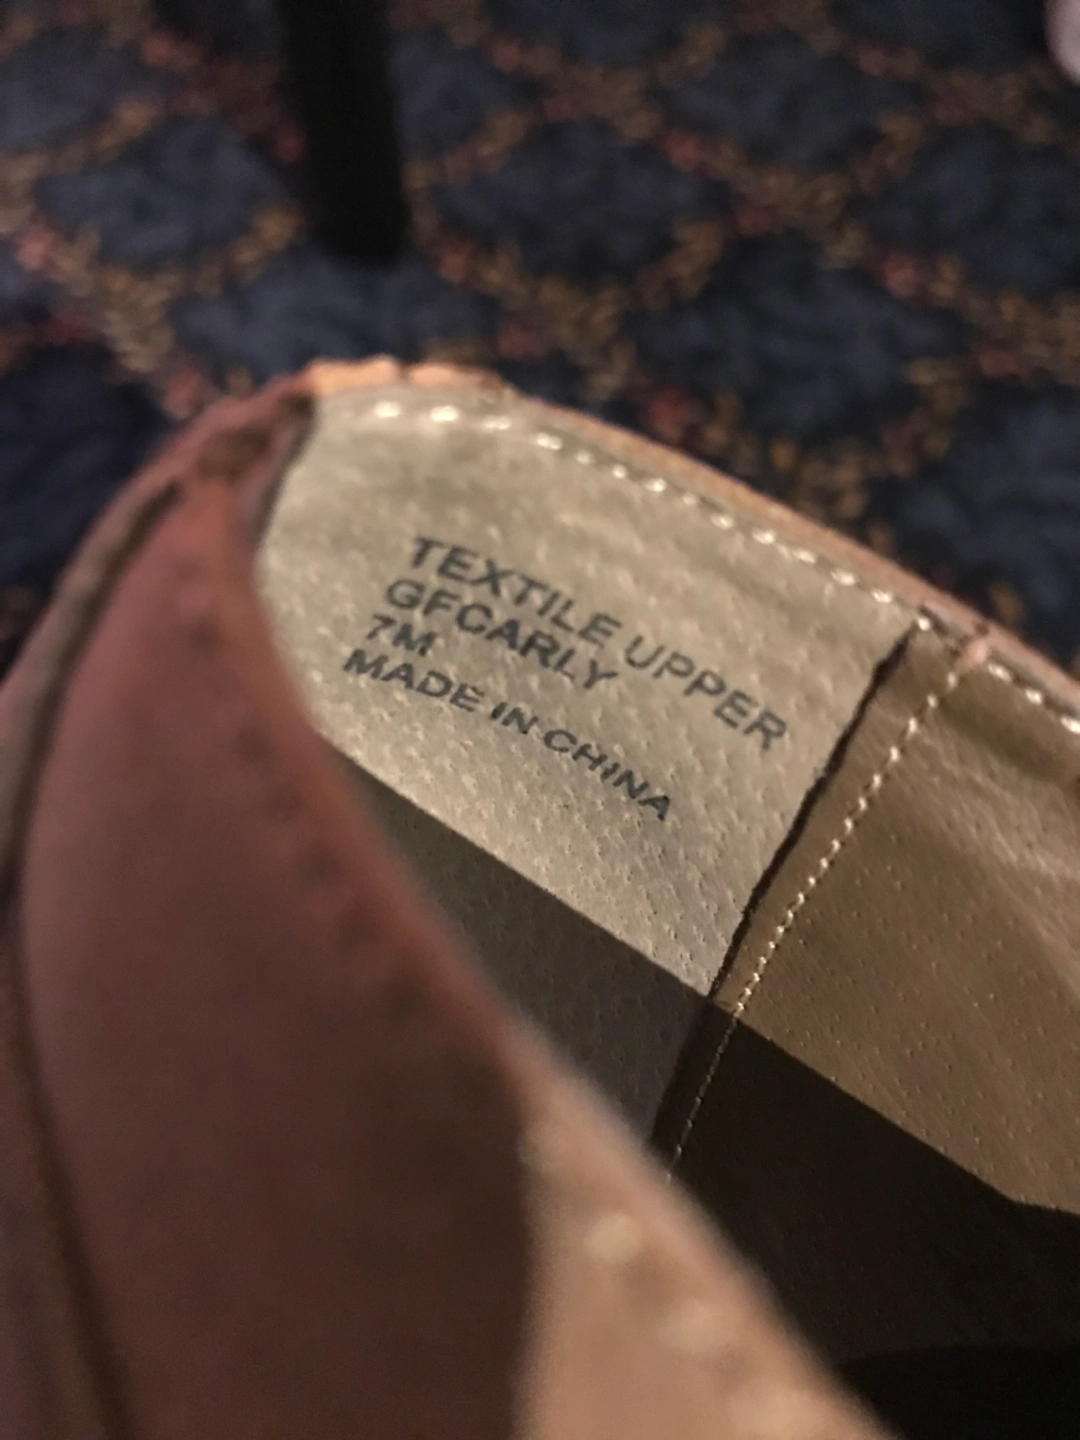 TEXTILE UPPER
GFCARLY
7M
MADE IN CHINA